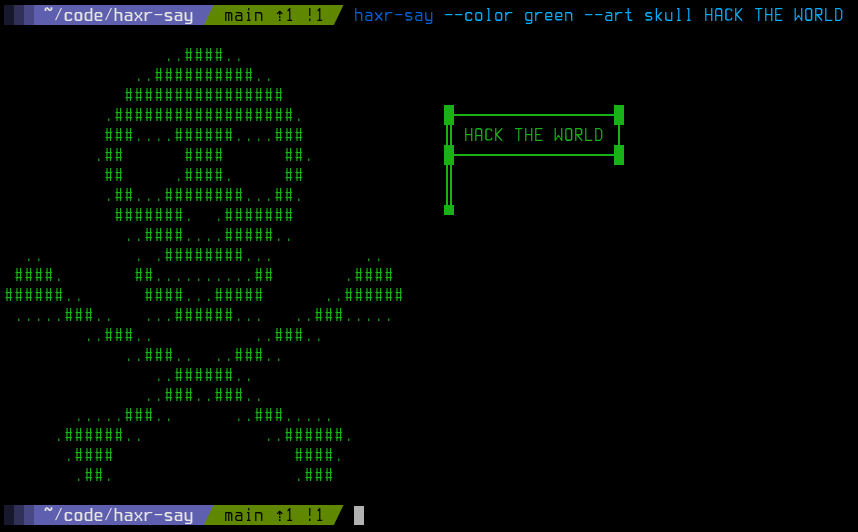 ~/code/haxr-say main ⇡1 !1 haxr-say --color green --art skull HACK THE WORLD
HACK THE WORLD
~/code/haxr-say main ⇡1 !1